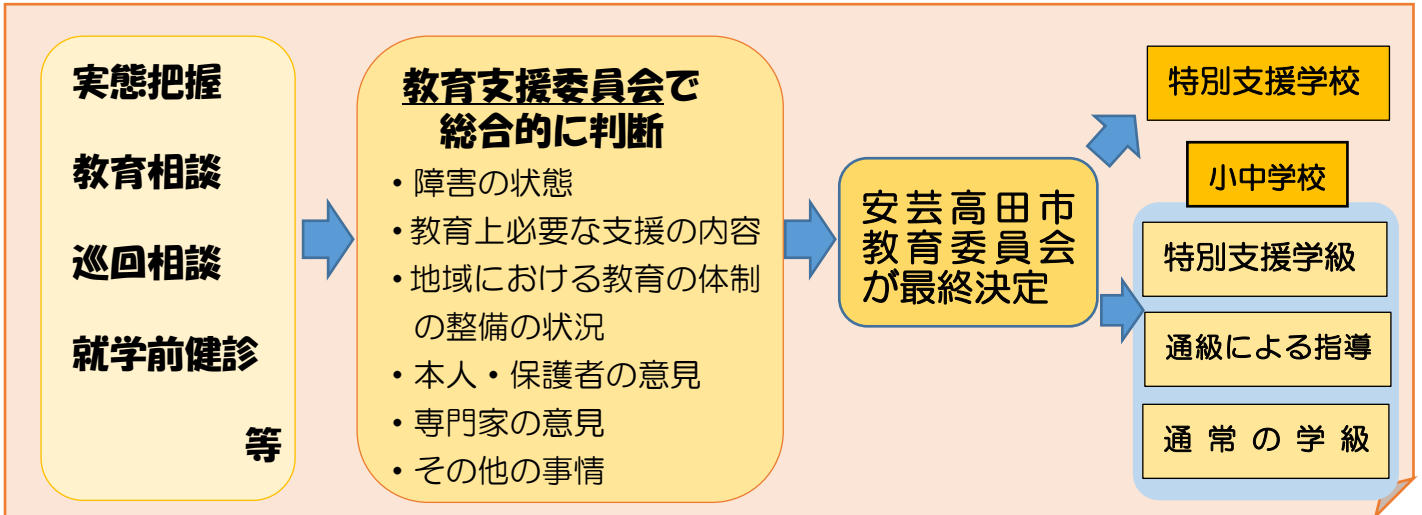 実態把握
教育相談
巡回相談
就学前健診
等
教育支援委員会で
総合的に判断
・障害の状態
・教育上必要な支援の内容
・地域における教育の体制
の整備の状況
・本人・保護者の意見
・専門家の意見
・その他の事情
安芸高田市
教育委員会
が最終決定
特別支援学校
小中学校
特別支援学級
通級による指導
通常の学級